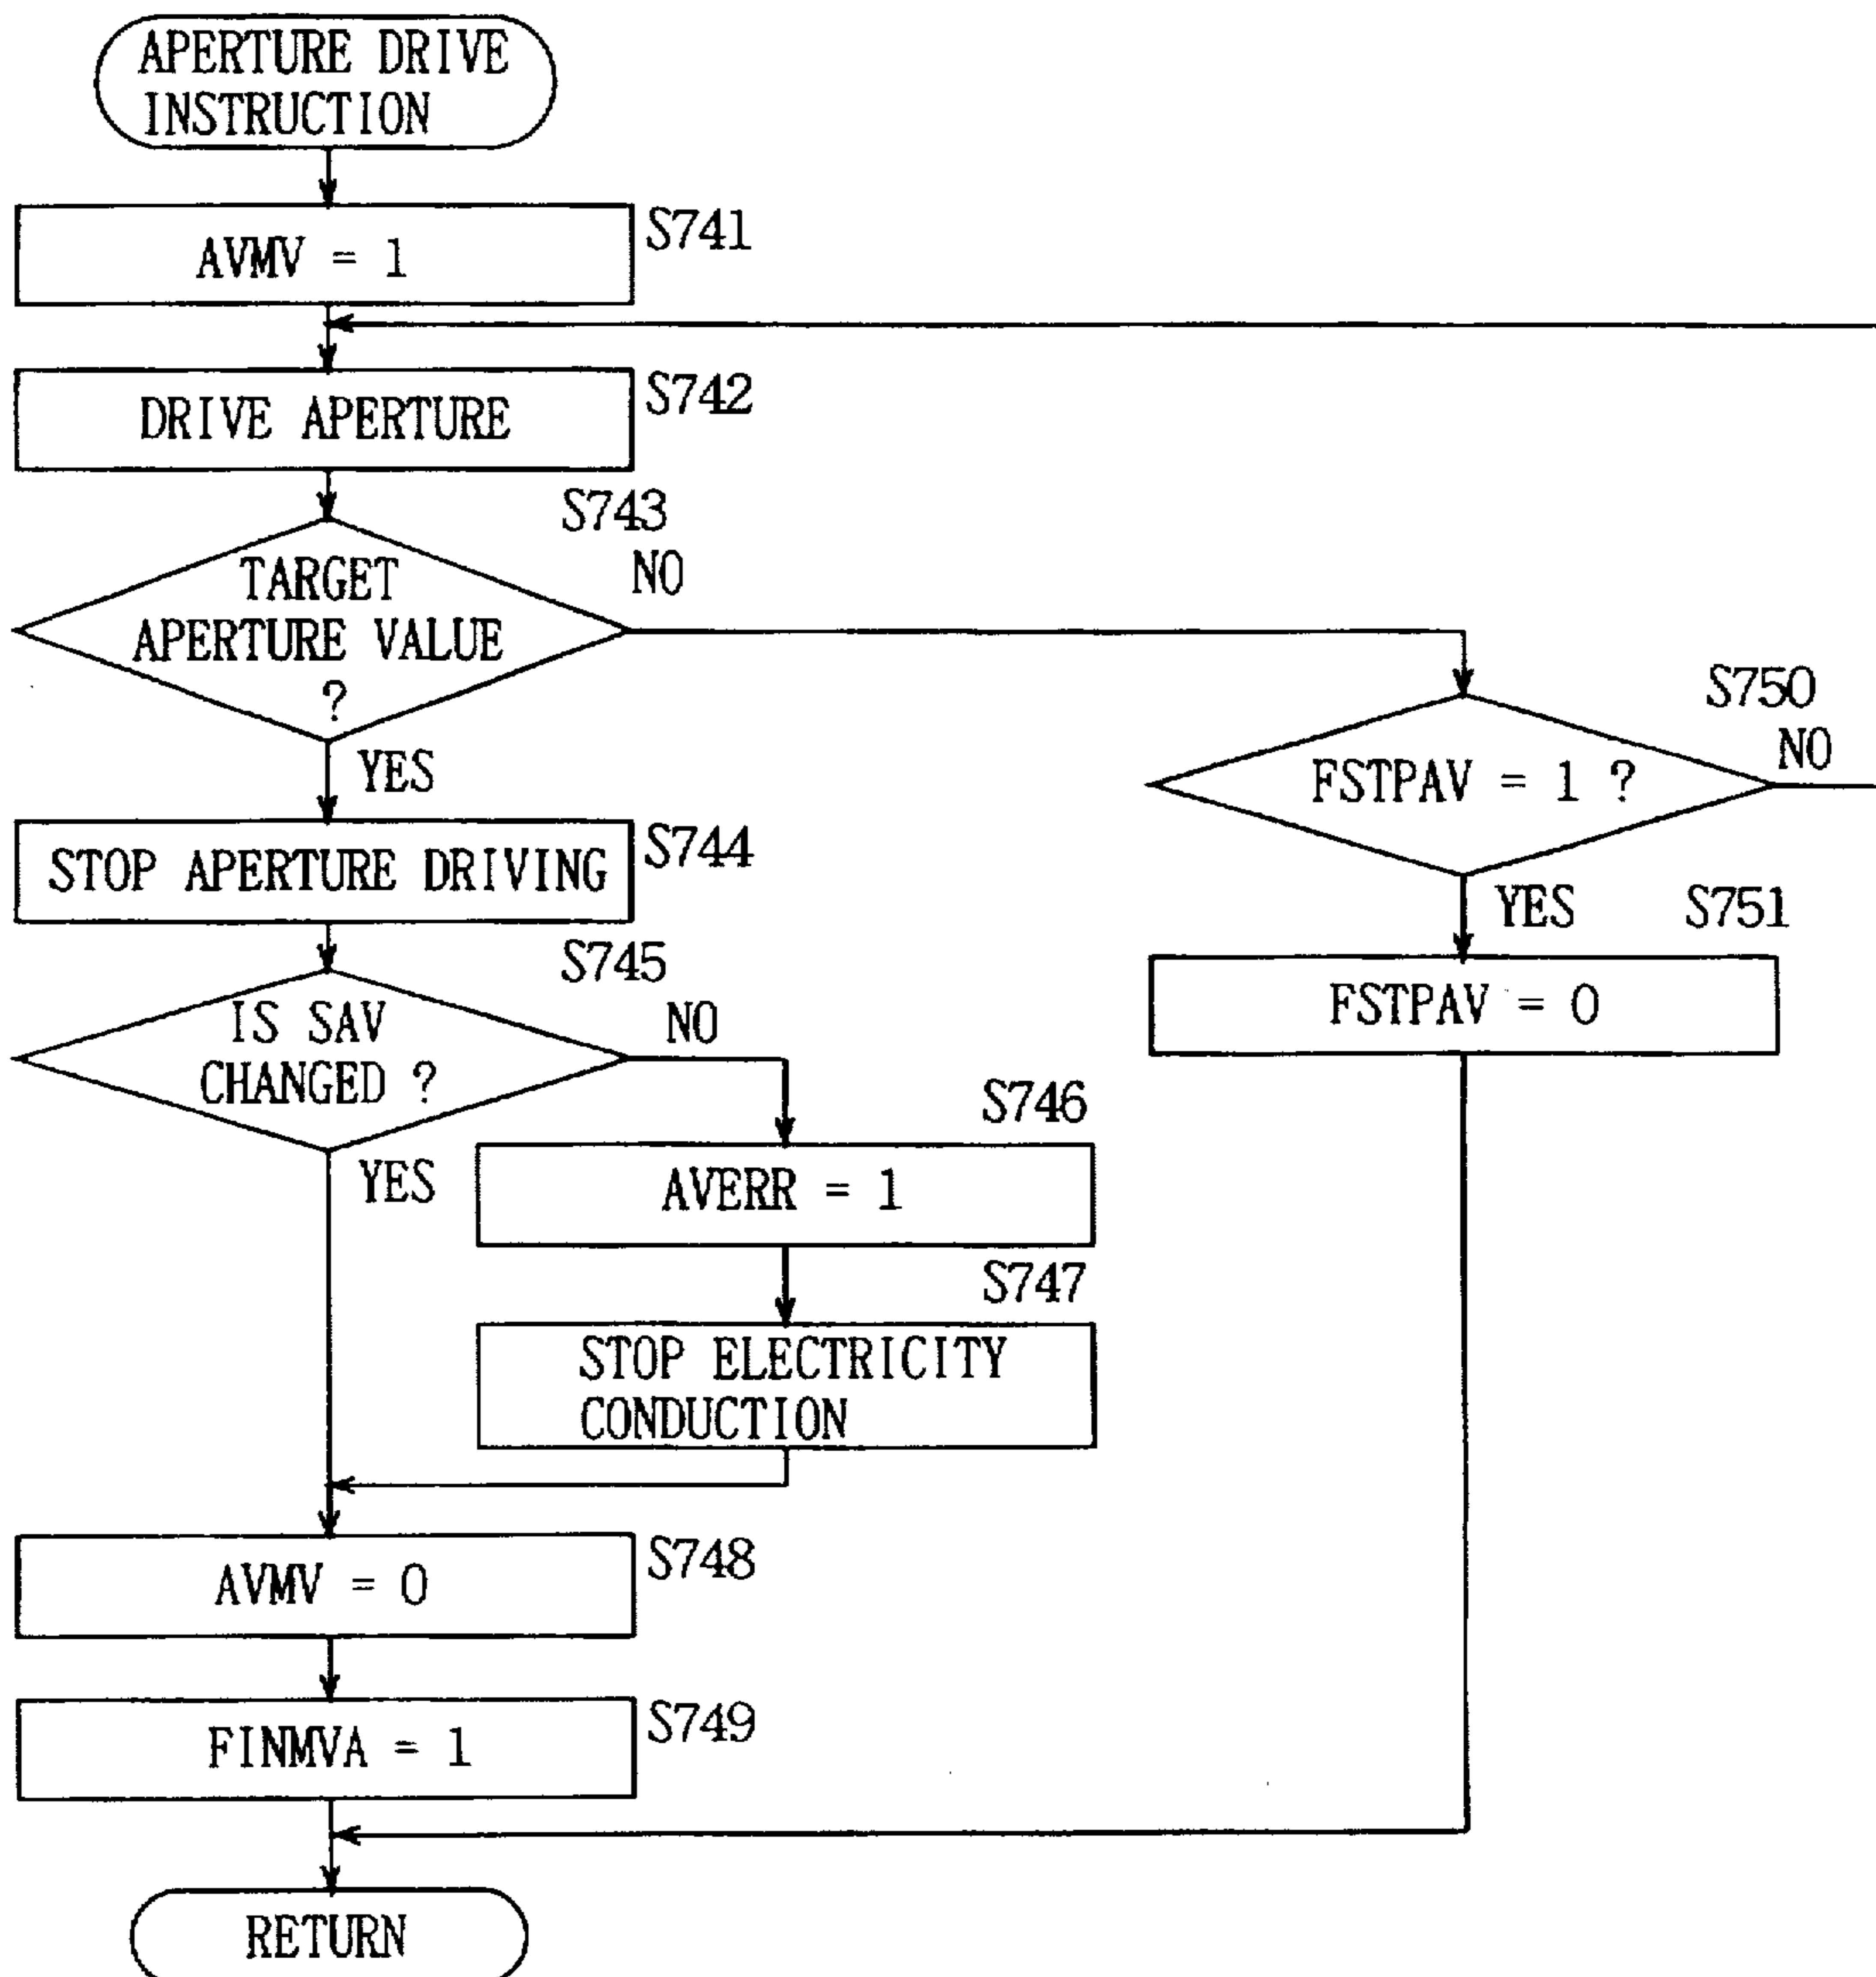 APERTURE DRIVE
INSTRUCTION
S741
AVMV = 1
S742
DRIVE APERTURE
S743
TARGET
APERTURE VALUE
?
NO
YES
S750
FSTPAV = 1 ?
NO
YES
S751
FSTPAV = 0
S744
STOP APERTURE DRIVING
S745
IS SAV
CHANGED ?
NO
YES
S746
AVERR = 1
S747
STOP ELECTRICITY
CONDUCTION
S748
AVMV = 0
S749
FINMVA = 1
RETURN